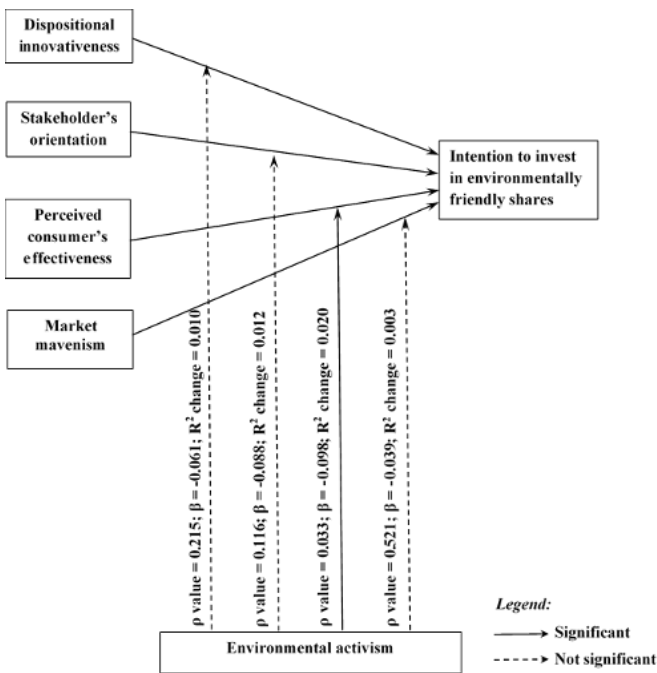 Dispositional
innovativeness
Stakeholder's
orientation
Intention to invest
in environmentally
friendly shares
Perceived
consumer's
effectiveness
Market
mavenism
ρ value = 0.215; β = -0.061; R² change = 0.010
ρ value = 0.116; β = -0.088; R² change = 0.012
ρ value = 0.033; β = -0.098; R² change = 0.020
ρ value = 0.521; β = -0.039; R² change = 0.003
Environmental activism
Legend:
Significant
Not significant